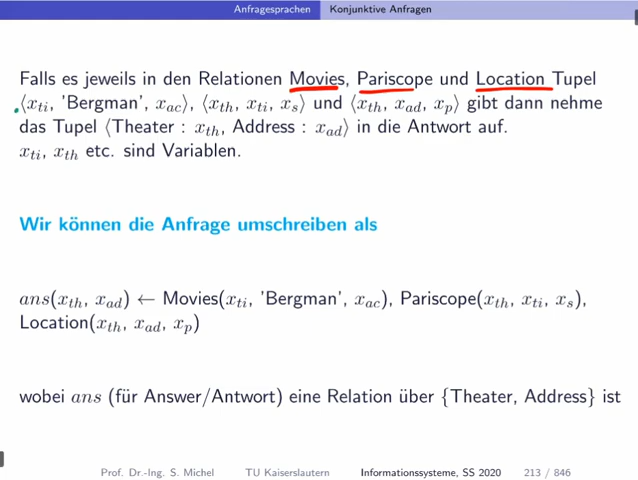 Anfragesprachen Konjunktive Anfragen
Falls es jeweils in den Relationen Movies, Pariscope und Location Tupel
⟨x_ti, 'Bergman', x_ac⟩, ⟨x_th, x_ti, x_s⟩ und ⟨x_th, x_ad, x_p⟩ gibt dann nehme
das Tupel ⟨Theater : x_th, Address : x_ad⟩ in die Antwort auf.
x_ti, x_th etc. sind Variablen.
Wir können die Anfrage umschreiben als
ans(x_th, x_ad) ← Movies(x_ti, 'Bergman', x_ac), Pariscope(x_th, x_ti, x_s),
Location(x_th, x_ad, x_p)
wobei ans (für Answer/Antwort) eine Relation über {Theater, Address} ist
Prof. Dr.-Ing. S. Michel TU Kaiserslautern Informationssysteme, SS 2020 213 / 846